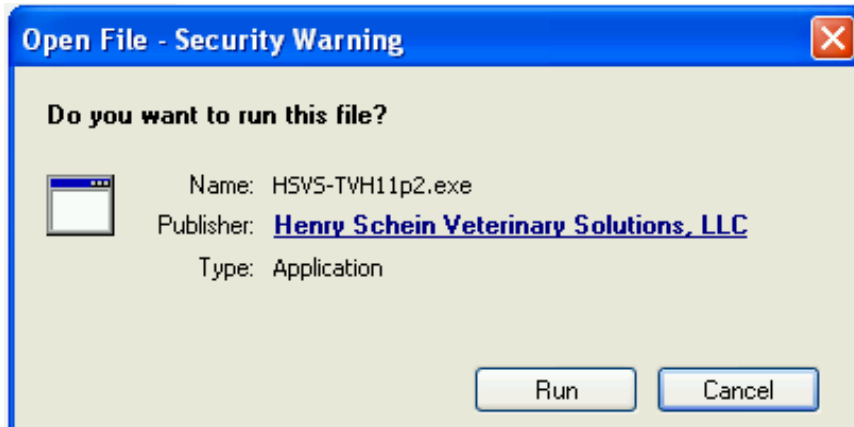 Open File - Security Warning
Do you want to run this file?
Name: HSVS-TVH11p2.exe
Publisher: Henry Schein Veterinary Solutions, LLC
Type: Application
Run Cancel